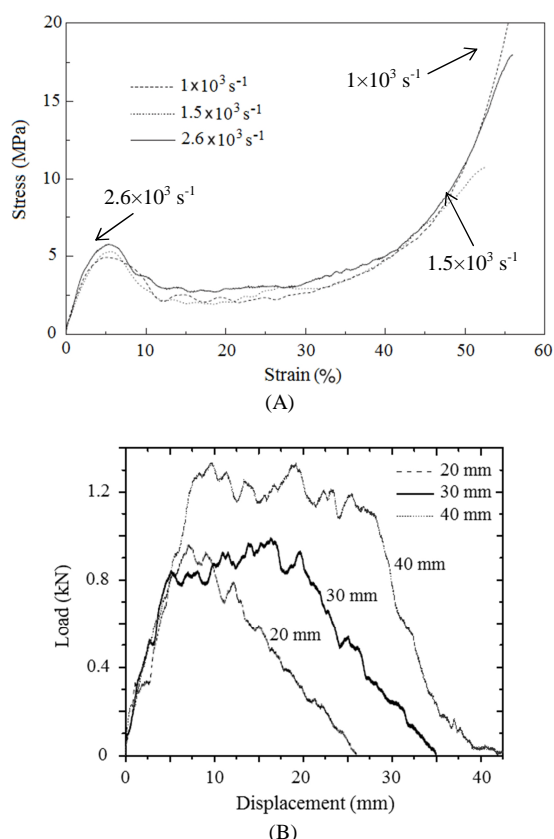 20
15
10
5
0
Stress (MPa)
1×10³ s⁻¹
1.5×10³ s⁻¹
2.6×10³ s⁻¹
1×10³ s⁻¹
2.6×10³ s⁻¹
1.5×10³ s⁻¹
0 10 20 30 40 50 60
Strain (%)
(A)
1.2
0.8
0.4
0
Load (kN)
20 mm
30 mm
40 mm
40 mm
30 mm
20 mm
0 10 20 30 40
Displacement (mm)
(B)